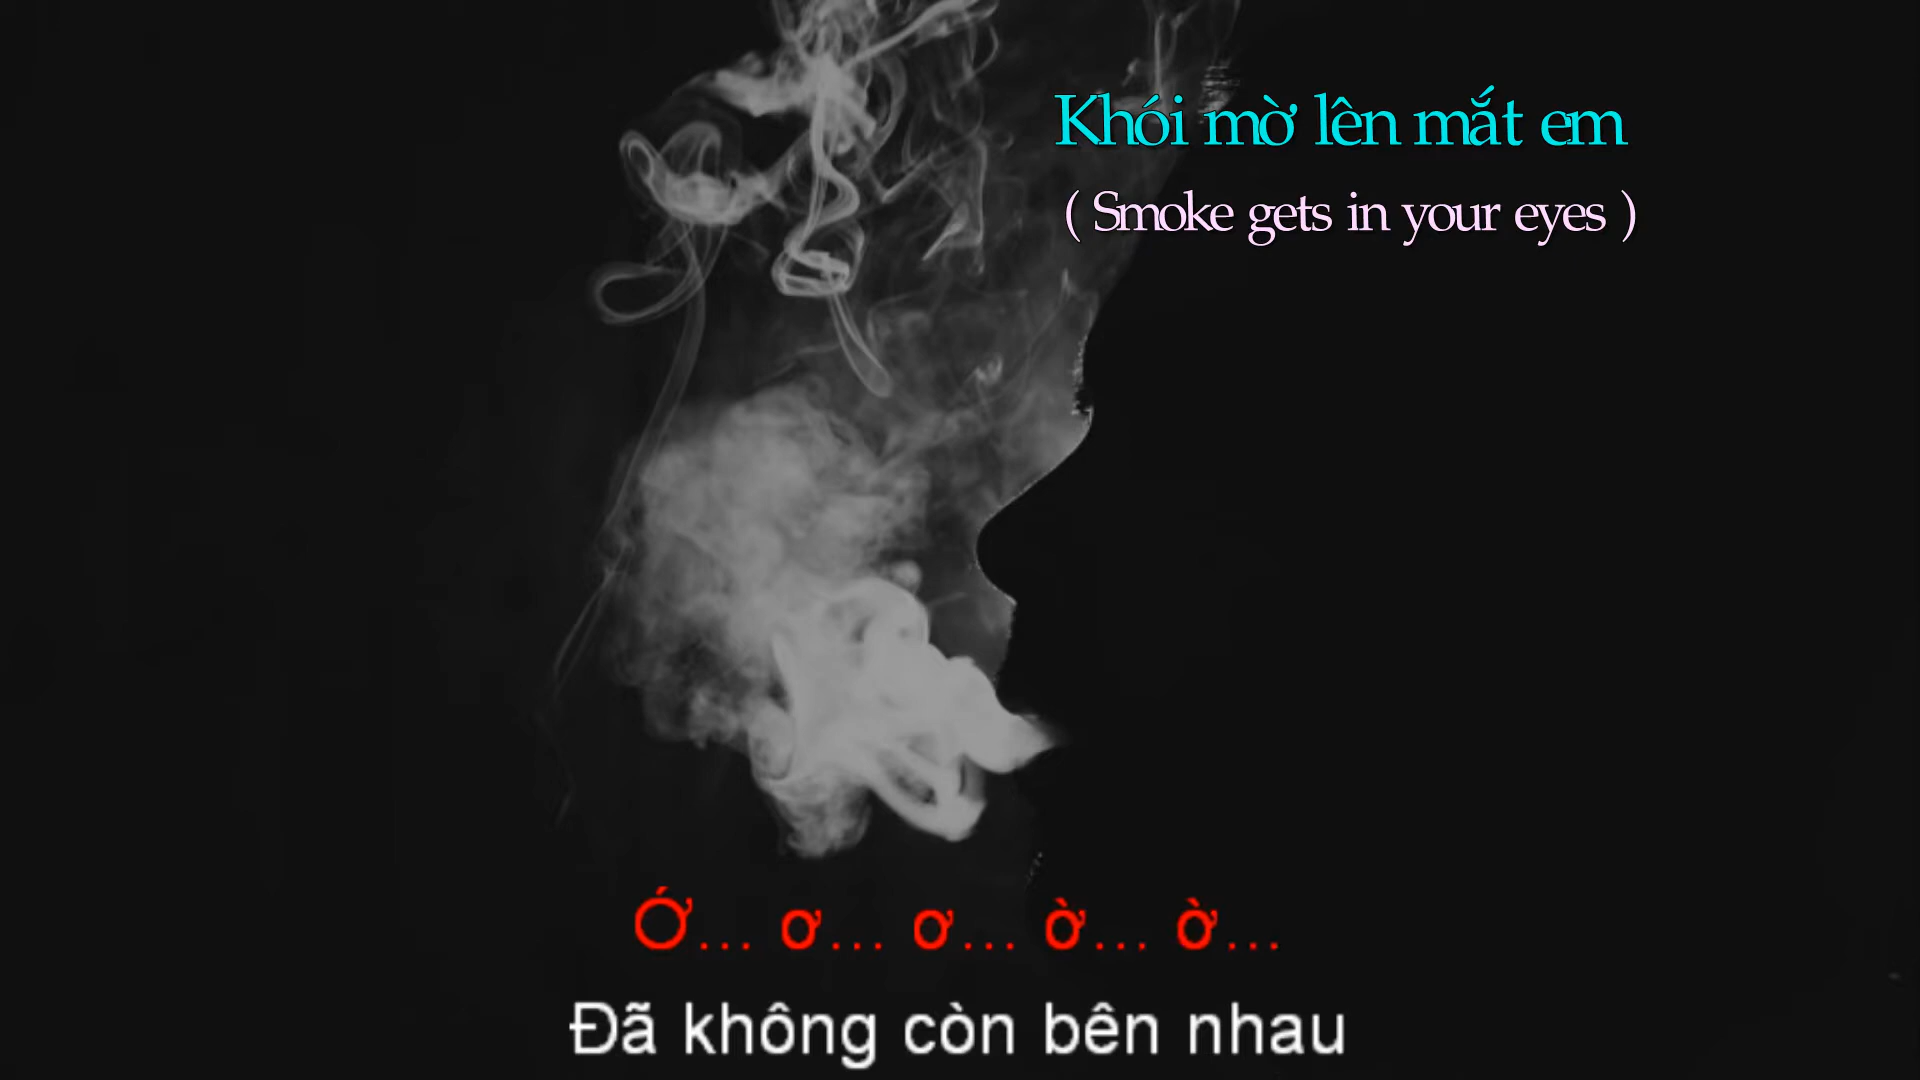 Khói mờ lên mắt em
( Smoke gets in your eyes )
Ớ... ơ... ơ... ờ... ờ...
Đã không còn bên nhau